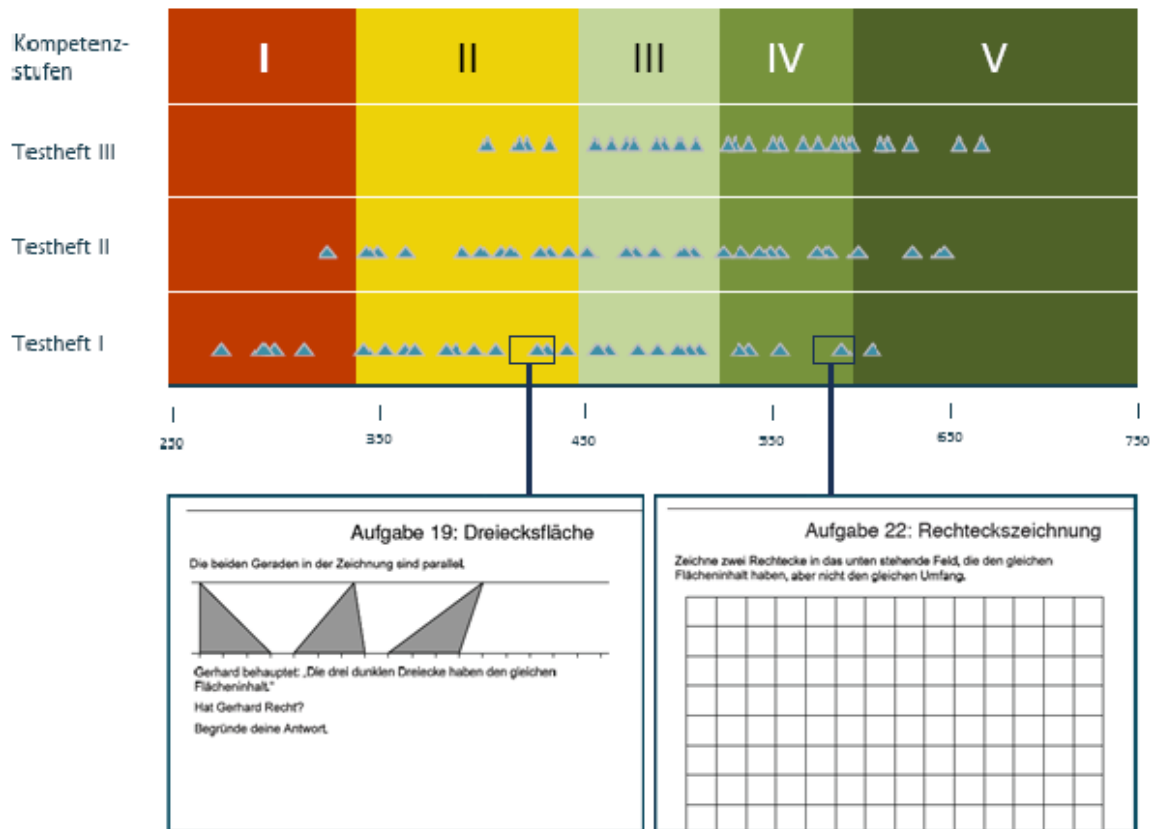 Kompetenz-
stufen
I
II
III
IV
V
Testheft III
Testheft II
Testheft I
250
350
450
550
650
750
Aufgabe 19: Dreiecksfläche
Die beiden Geraden in der Zeichnung sind parallel.
Gerhard behauptet: „Die drei dunklen Dreiecke haben den gleichen
Flächeninhalt."
Hat Gerhard Recht?
Begründe deine Antwort.
Aufgabe 22: Rechteckszeichnung
Zeichne zwei Rechtecke in das unten stehende Feld, die den gleichen
Flächeninhalt haben, aber nicht den gleichen Umfang.